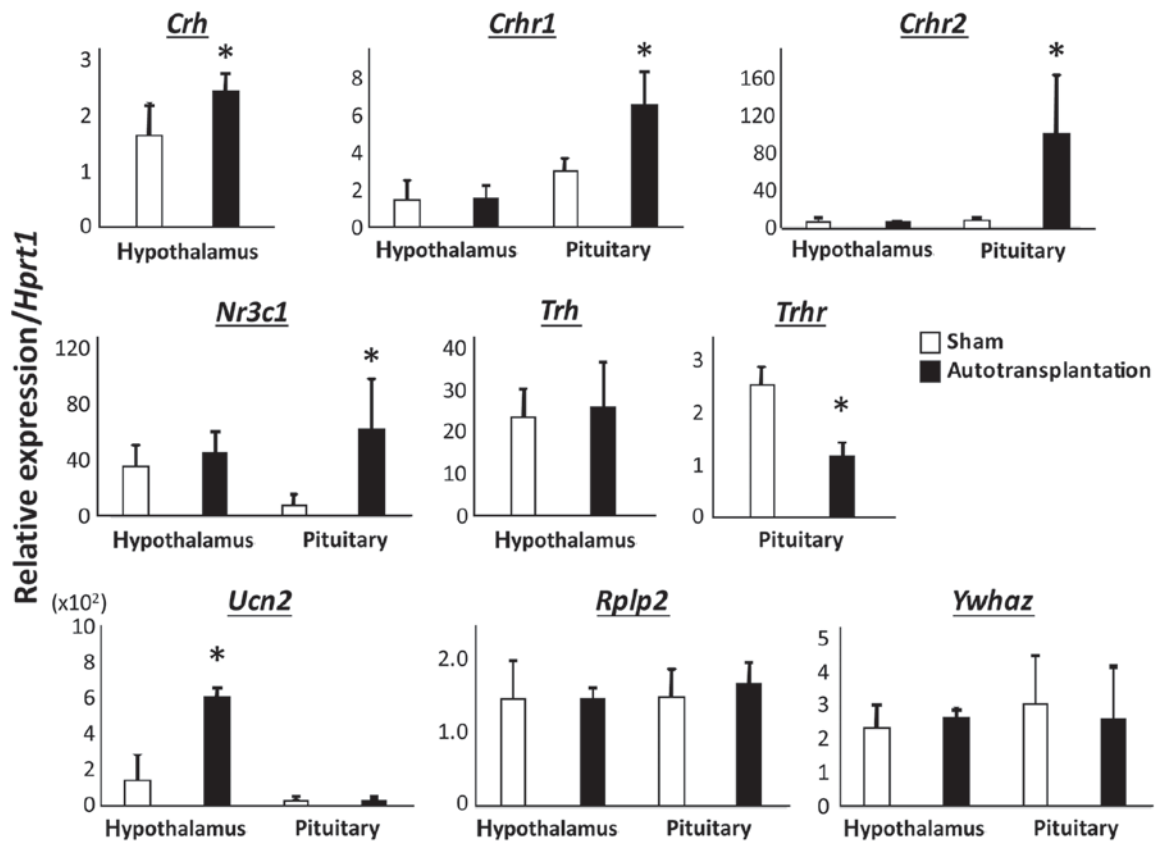 Relative expression/Hprt1
Crh
*
3
2
1
0
Hypothalamus
Crhr1
*
8
6
4
2
0
Hypothalamus Pituitary
Crhr2
*
160
120
80
40
0
Hypothalamus Pituitary
Nr3c1
*
120
80
40
0
Hypothalamus Pituitary
Trh
40
30
20
10
0
Hypothalamus
Trhr
*
3
2
1
0
Pituitary
Sham
Autotransplantation
Ucn2
(x10²)
*
10
8
6
4
2
0
Hypothalamus Pituitary
Rplp2
2.0
1.0
0
Hypothalamus Pituitary
Ywhaz
5
4
3
2
1
0
Hypothalamus Pituitary